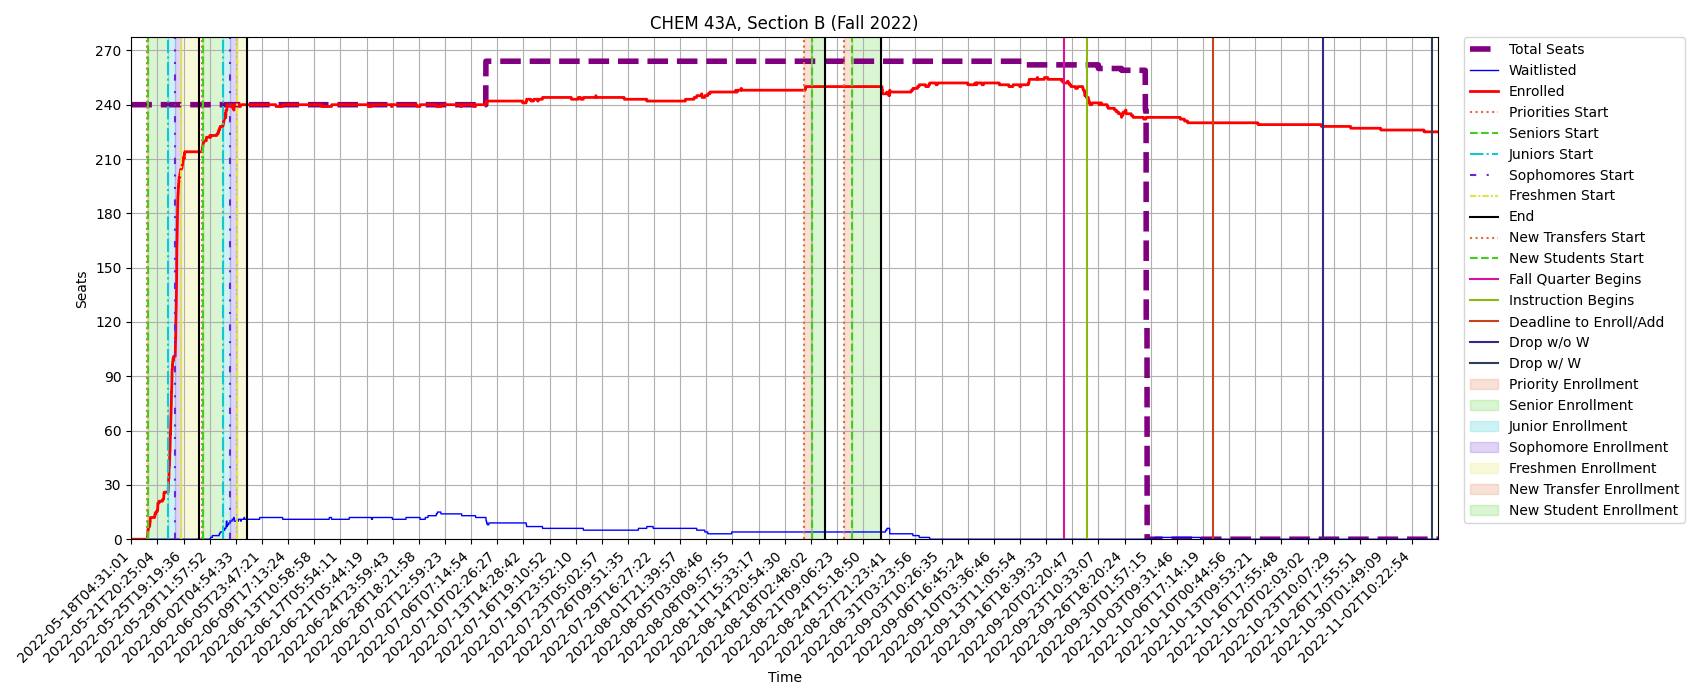 CHEM 43A, Section B (Fall 2022)
Seats
270
240
210
180
150
120
90
60
30
0
2022-05-18T04:31:01
2022-05-21T20:25:04
2022-05-25T19:19:36
2022-05-29T11:57:52
2022-06-02T04:54:33
2022-06-05T23:47:21
2022-06-09T17:13:24
2022-06-13T10:58:58
2022-06-17T05:54:11
2022-06-21T05:44:19
2022-06-24T23:59:43
2022-06-28T18:21:58
2022-07-02T12:59:23
2022-07-06T07:14:54
2022-07-10T02:26:27
2022-07-13T14:28:42
2022-07-16T19:10:52
2022-07-19T23:52:10
2022-07-23T05:02:57
2022-07-26T09:51:35
2022-07-29T16:27:22
2022-08-01T21:39:57
2022-08-05T03:08:46
2022-08-08T09:57:55
2022-08-11T15:33:17
2022-08-14T20:54:30
2022-08-18T02:48:02
2022-08-21T09:06:23
2022-08-24T15:18:50
2022-08-27T21:23:41
2022-08-31T03:23:56
2022-09-03T10:26:35
2022-09-06T16:45:24
2022-09-10T03:36:46
2022-09-13T11:05:54
2022-09-16T18:39:33
2022-09-20T02:20:47
2022-09-23T10:33:07
2022-09-26T18:20:24
2022-09-30T01:57:15
2022-10-03T09:31:46
2022-10-06T17:14:19
2022-10-10T00:44:56
2022-10-13T09:53:21
2022-10-16T17:55:48
2022-10-20T02:03:02
2022-10-23T10:07:29
2022-10-26T17:55:51
2022-10-30T01:49:09
2022-11-02T10:22:54
Time
Total Seats
Waitlisted
Enrolled
Priorities Start
Seniors Start
Juniors Start
Sophomores Start
Freshmen Start
End
New Transfers Start
New Students Start
Fall Quarter Begins
Instruction Begins
Deadline to Enroll/Add
Drop w/o W
Drop w/ W
Priority Enrollment
Senior Enrollment
Junior Enrollment
Sophomore Enrollment
Freshmen Enrollment
New Transfer Enrollment
New Student Enrollment